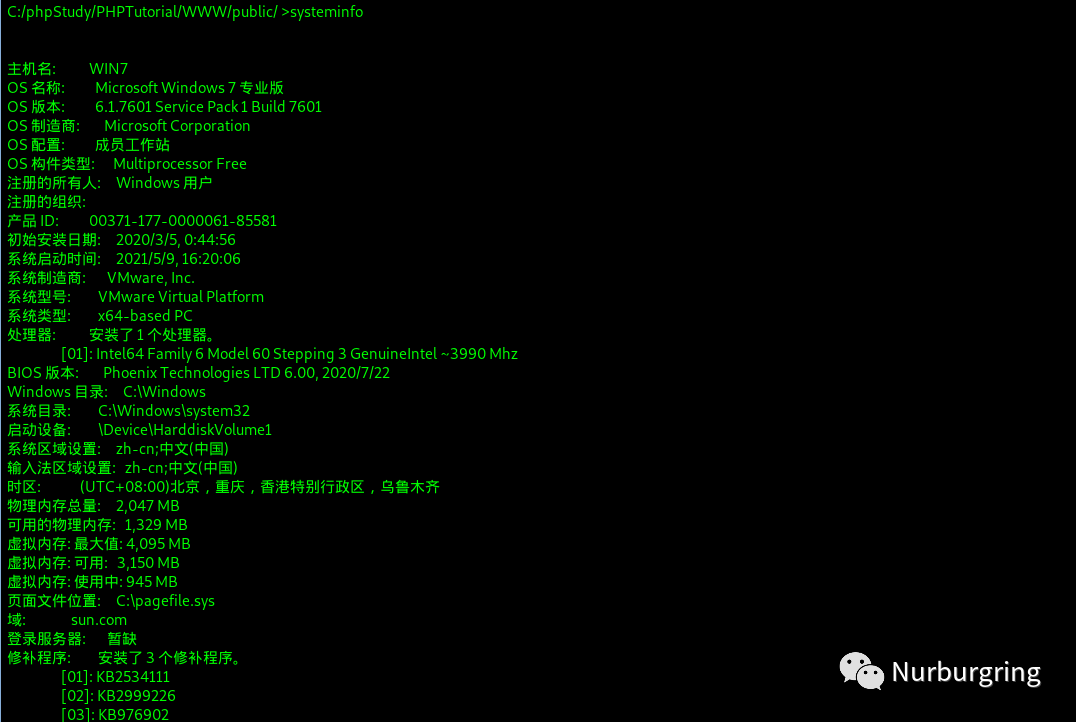 C:/phpStudy/PHPTutorial/WWW/public/ >systeminfo
主机名: WIN7
OS 名称: Microsoft Windows 7 专业版
OS 版本: 6.1.7601 Service Pack 1 Build 7601
OS 制造商: Microsoft Corporation
OS 配置: 成员工作站
OS 构件类型: Multiprocessor Free
注册的所有人: Windows 用户
注册的组织:
产品 ID: 00371-177-0000061-85581
初始安装日期: 2020/3/5, 0:44:56
系统启动时间: 2021/5/9, 16:20:06
系统制造商: VMware, Inc.
系统型号: VMware Virtual Platform
系统类型: x64-based PC
处理器: 安装了 1 个处理器。
[01]: Intel64 Family 6 Model 60 Stepping 3 GenuineIntel ~3990 Mhz
BIOS 版本: Phoenix Technologies LTD 6.00, 2020/7/22
Windows 目录: C:\Windows
系统目录: C:\Windows\system32
启动设备: \Device\HarddiskVolume1
系统区域设置: zh-cn;中文(中国)
输入法区域设置: zh-cn;中文(中国)
时区: (UTC+08:00)北京，重庆，香港特别行政区，乌鲁木齐
物理内存总量: 2,047 MB
可用的物理内存: 1,329 MB
虚拟内存: 最大值: 4,095 MB
虚拟内存: 可用: 3,150 MB
虚拟内存: 使用中: 945 MB
页面文件位置: C:\pagefile.sys
域: sun.com
登录服务器: 暂缺
修补程序: 安装了 3 个修补程序。
[01]: KB2534111
[02]: KB2999226
[03]: KB976902
Nurburgring